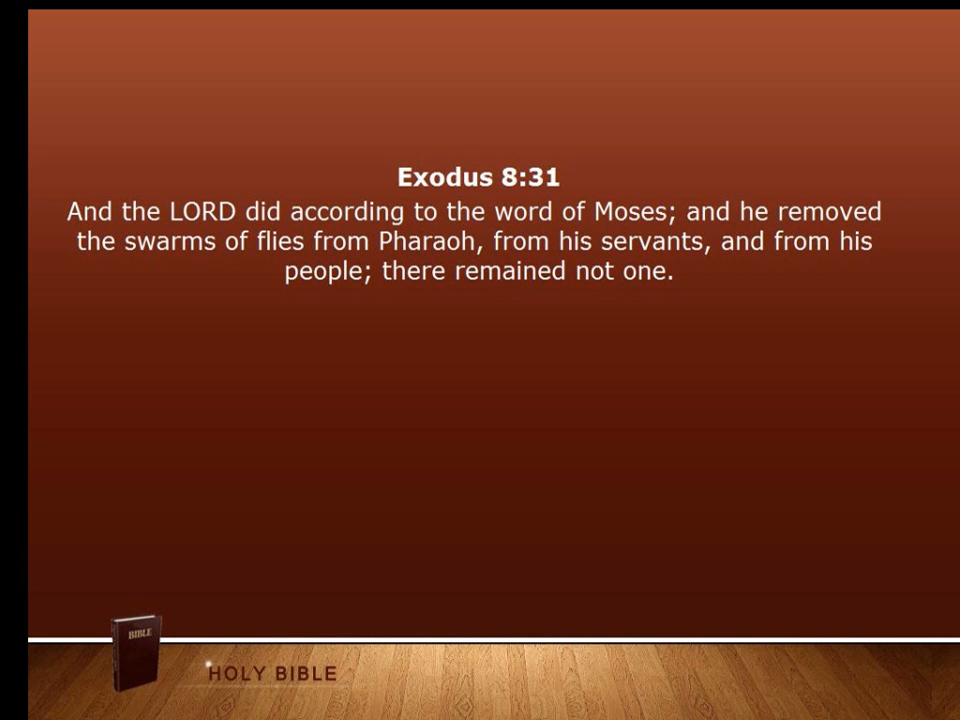 Exodus 8:31
And the LORD did according to the word of Moses; and he removed
the swarms of flies from Pharaoh, from his servants, and from his
people; there remained not one.
BIBLE
HOLY BIBLE